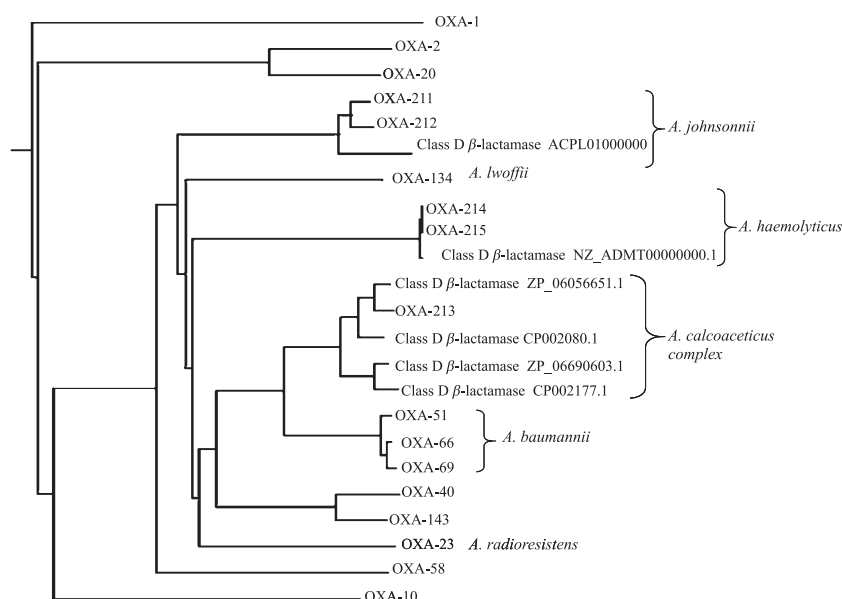 OXA-1
OXA-2
OXA-20
OXA-211
OXA-212
Class D β-lactamase ACPL01000000
A. johnsonnii
OXA-134 A. lwoffii
OXA-214
OXA-215
Class D β-lactamase NZ_ADMT00000000.1
A. haemolyticus
Class D β-lactamase ZP_06056651.1
OXA-213
Class D β-lactamase CP002080.1
Class D β-lactamase ZP_06690603.1
Class D β-lactamase CP002177.1
A. calcoaceticus
complex
OXA-51
OXA-66
OXA-69
A. baumannii
OXA-40
OXA-143
OXA-23 A. radioresistens
OXA-58
OXA-10